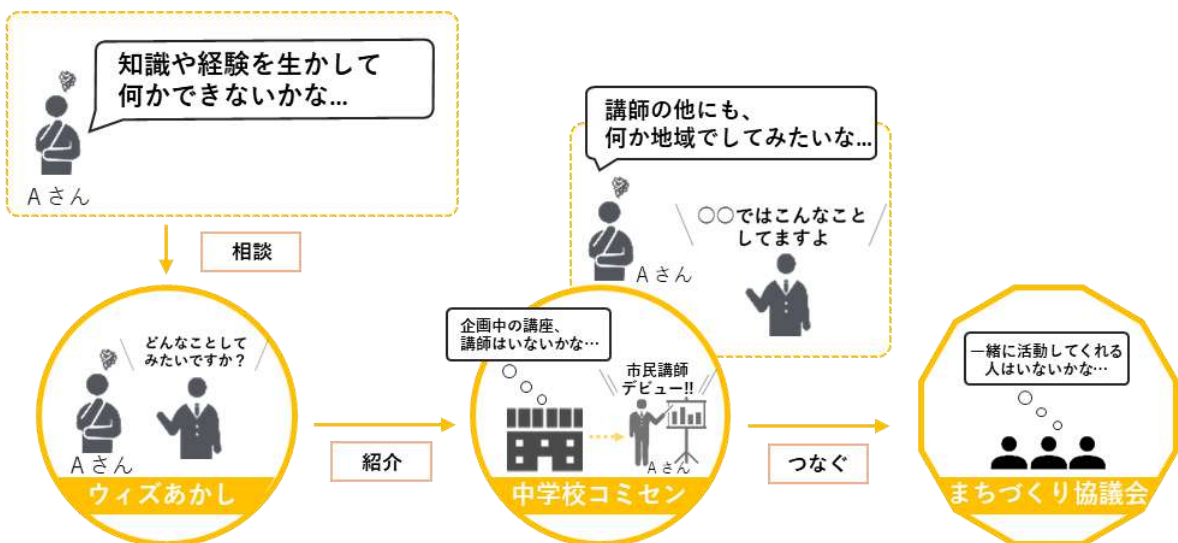 知識や経験を生かして
何かできないかな...
Aさん
相談
どんなことして
みたいですか？
Aさん
ウィズあかし
紹介
企画中の講座、
講師はいないかな…
市民講師
デビュー!!
Aさん
中学校コミセン
講師の他にも、
何か地域でしてみたいな...
○○ではこんなこと
してますよ
Aさん
つなぐ
一緒に活動してくれる
人はいないかな…
まちづくり協議会